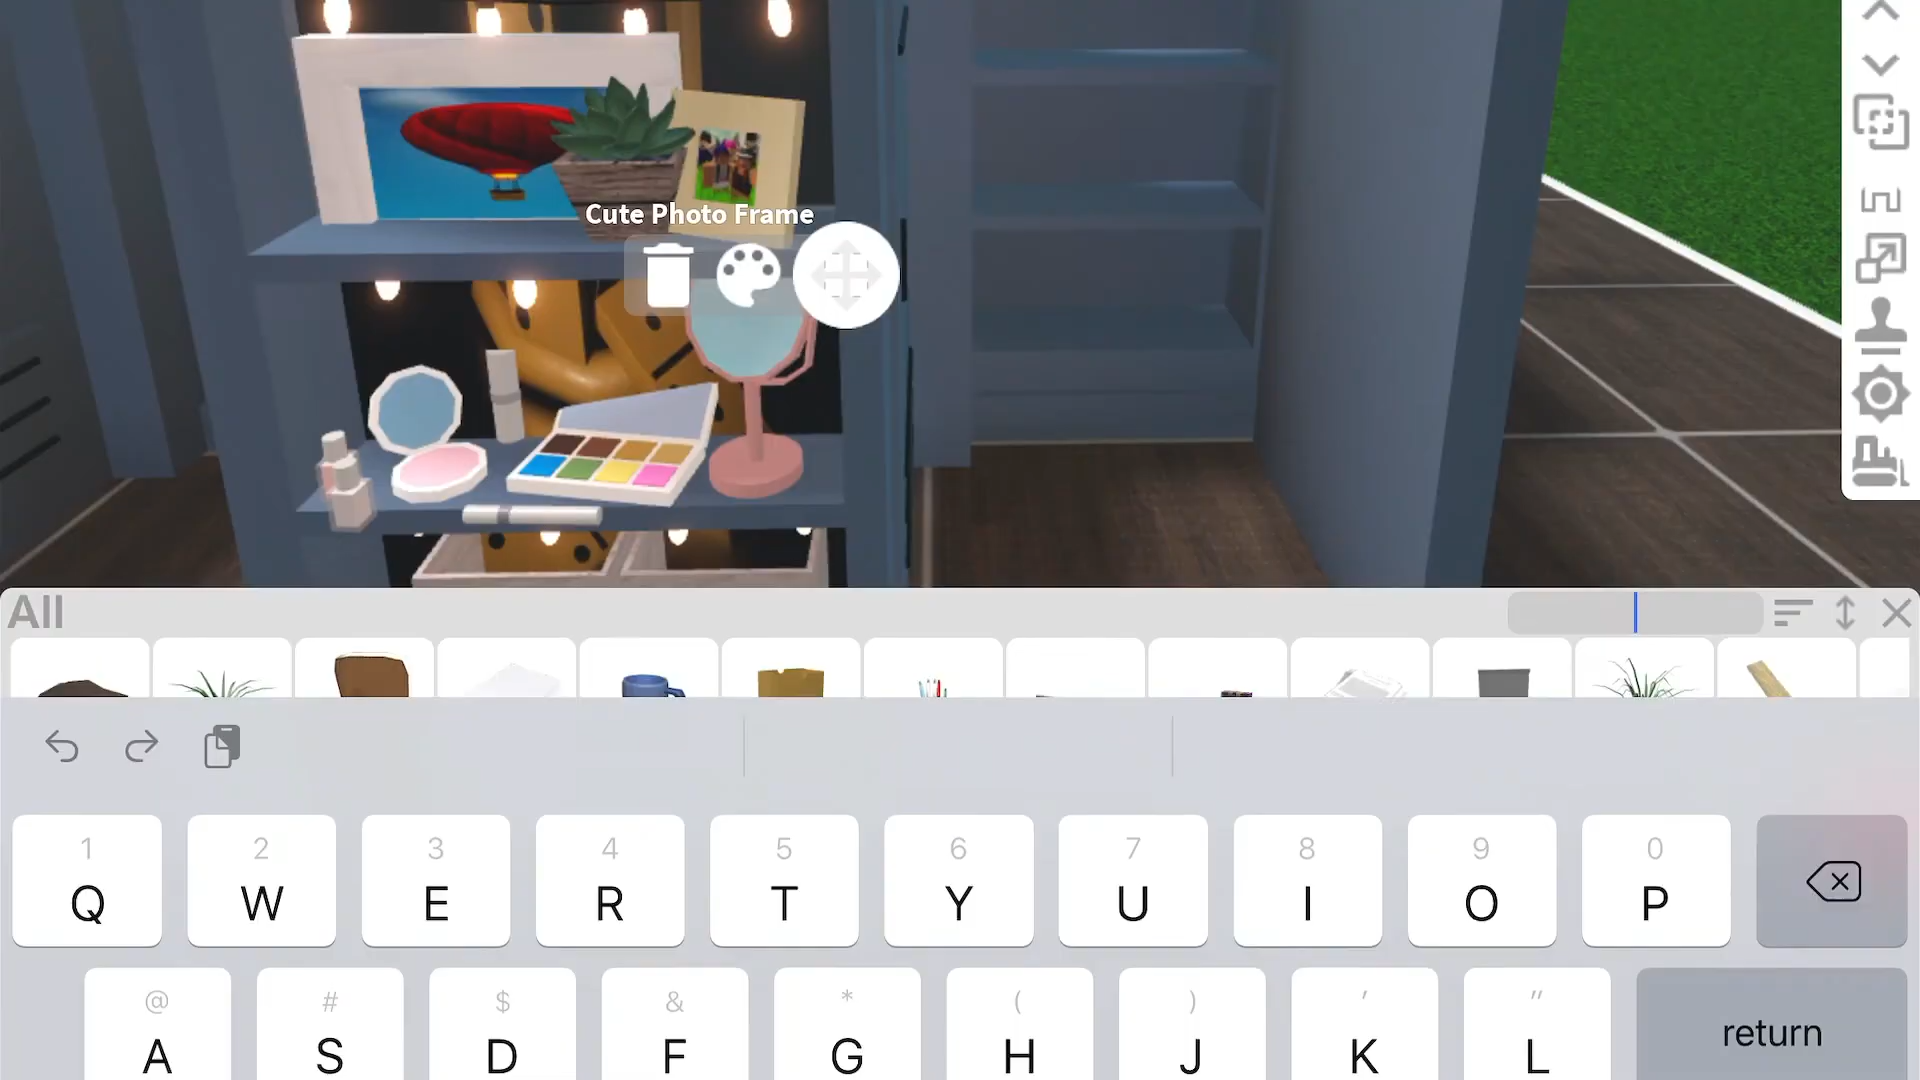 Cute Photo Frame
All
1 2 3 4 5 6 7 8 9 0
Q W E R T Y U I O P
@ # $ & * ( ) ' "
A S D F G H J K L return